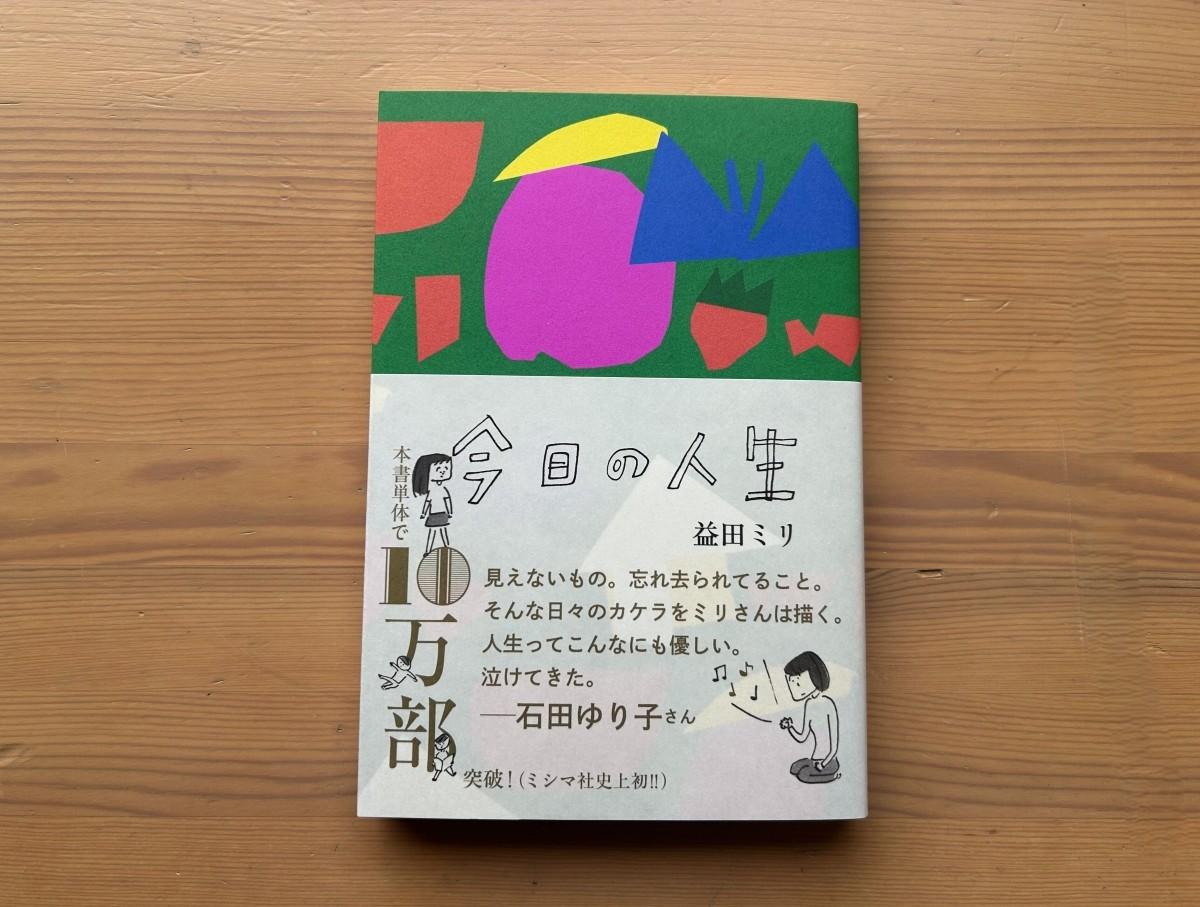 今日の人生
益田ミリ
本書単体で
10
万
部
突破!(ミシマ社史上初!!)
見えないもの。忘れ去られてること。
そんな日々のカケラをミリさんは描く。
人生ってこんなにも優しい。
泣けてきた。
──石田ゆり子さん